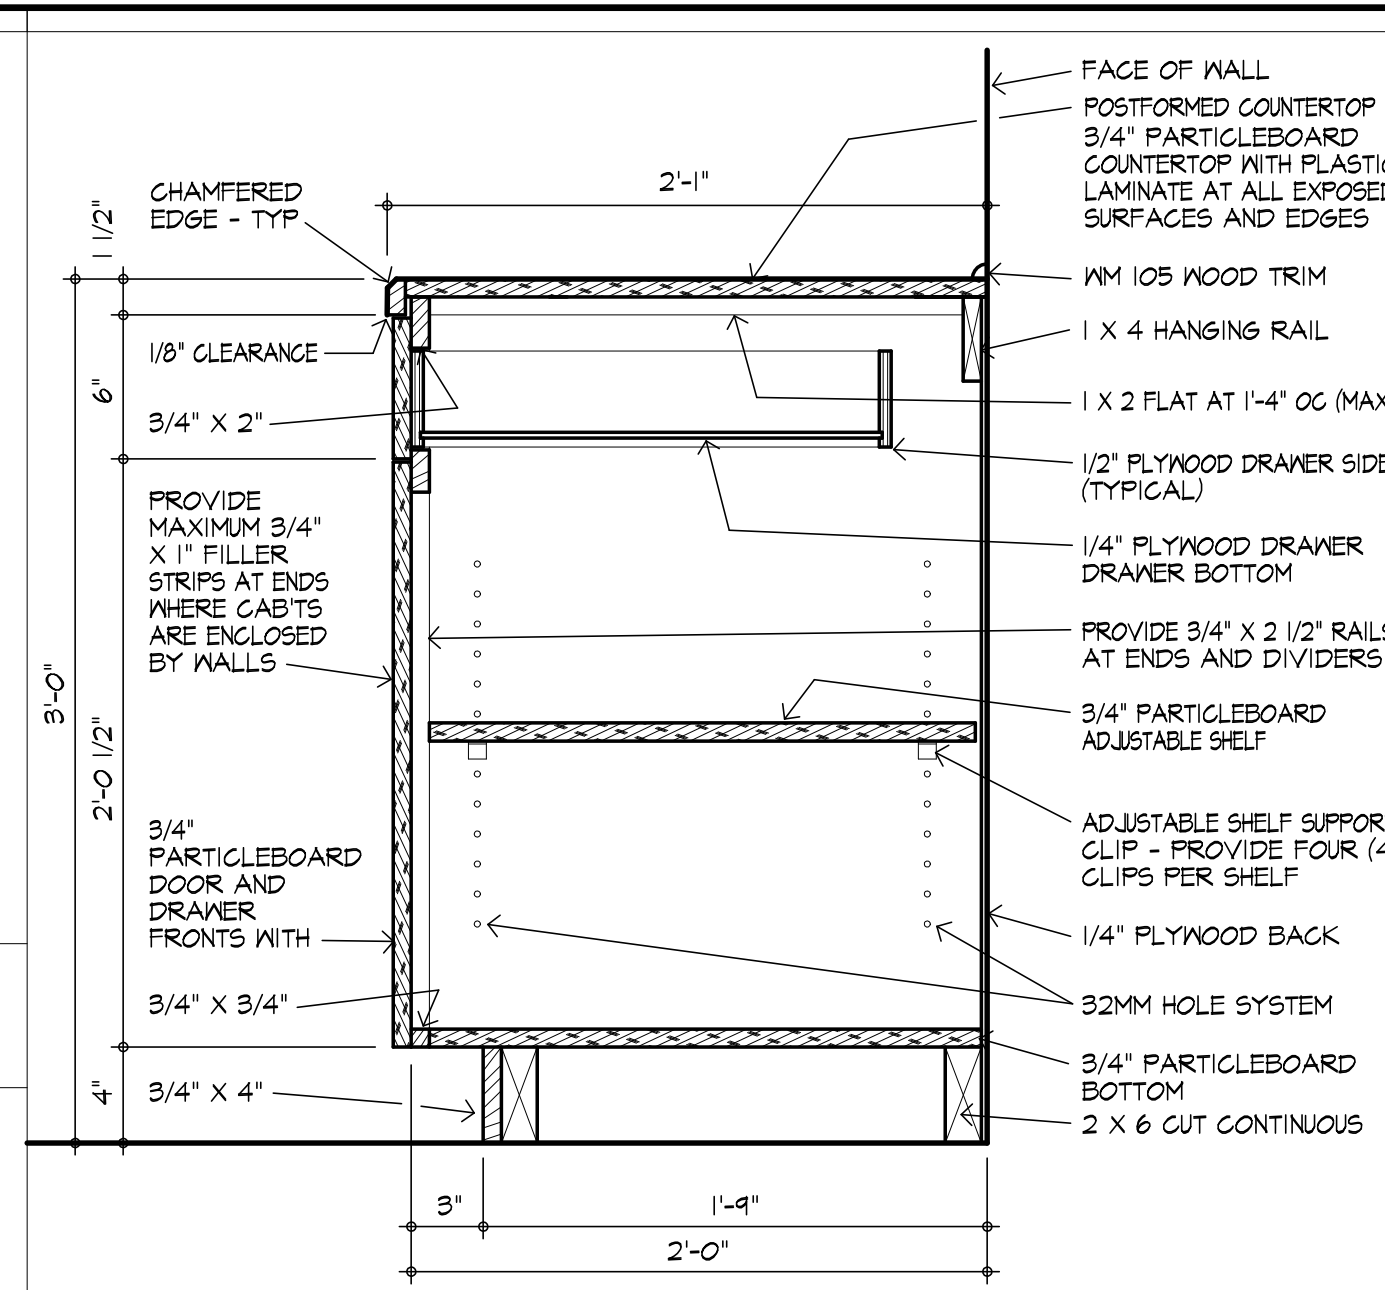 FACE OF WALL
POSTFORMED COUNTERTOP
3/4" PARTICLEBOARD
COUNTERTOP WITH PLASTIC
LAMINATE AT ALL EXPOSED
SURFACES AND EDGES
WM 105 WOOD TRIM
1 X 4 HANGING RAIL
1 X 2 FLAT AT 1'-4" OC (MAX
1/2" PLYWOOD DRAWER SIDE
(TYPICAL)
1/4" PLYWOOD DRAWER
DRAWER BOTTOM
PROVIDE 3/4" X 2 1/2" RAILS
AT ENDS AND DIVIDERS
3/4" PARTICLEBOARD
ADJUSTABLE SHELF
ADJUSTABLE SHELF SUPPOR
CLIP - PROVIDE FOUR (4
CLIPS PER SHELF
1/4" PLYWOOD BACK
32MM HOLE SYSTEM
3/4" PARTICLEBOARD
BOTTOM
2 X 6 CUT CONTINUOUS
CHAMFERED
EDGE - TYP
1/8" CLEARANCE
3/4" X 2"
PROVIDE
MAXIMUM 3/4"
X 1" FILLER
STRIPS AT ENDS
WHERE CAB'TS
ARE ENCLOSED
BY WALLS
3/4"
PARTICLEBOARD
DOOR AND
DRAWER
FRONTS WITH
3/4" X 3/4"
3/4" X 4"
2'-1"
1 1/2"
6"
3'-0"
2'-0 1/2"
4"
3"
1'-9"
2'-0"